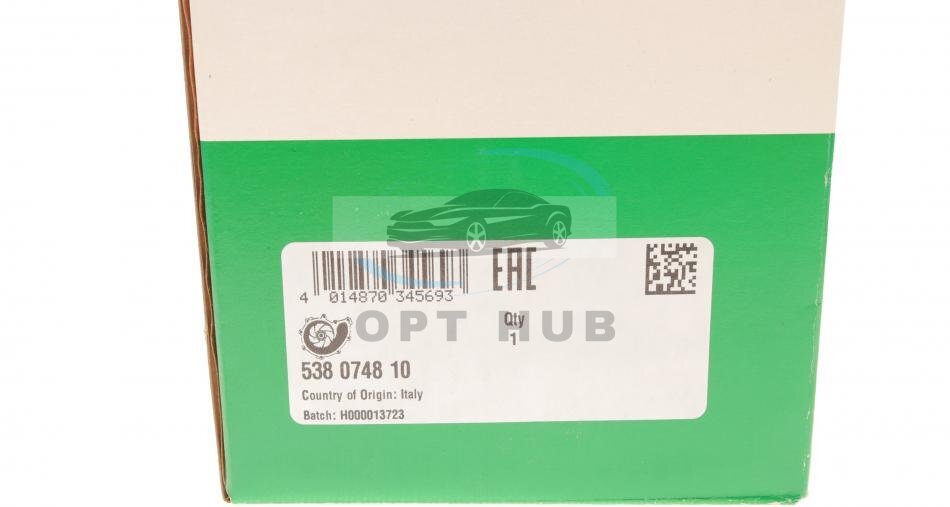 EAC
4 014870 345693
Qty
1
OPT HUB
538 0748 10
Country of Origin: Italy
Batch: H000013723